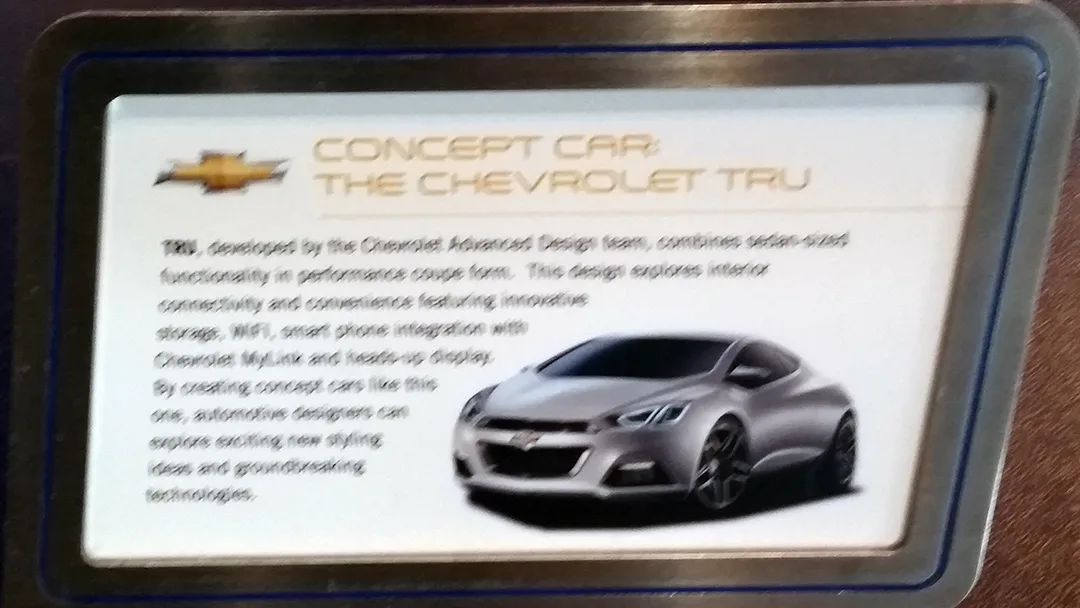 CONCEPT CAR:
THE CHEVROLET TRU
TRU, developed by the Chevrolet Advanced Design team, combines sedan-sized
functionality in performance coupe form. This design explores interior
connectivity and convenience featuring innovative
storage, WiFi, smart phone integration with
Chevrolet MyLink and heads-up display.
By creating concept cars like this
one, automotive designers can
explore exciting new styling
ideas and groundbreaking
technologies.